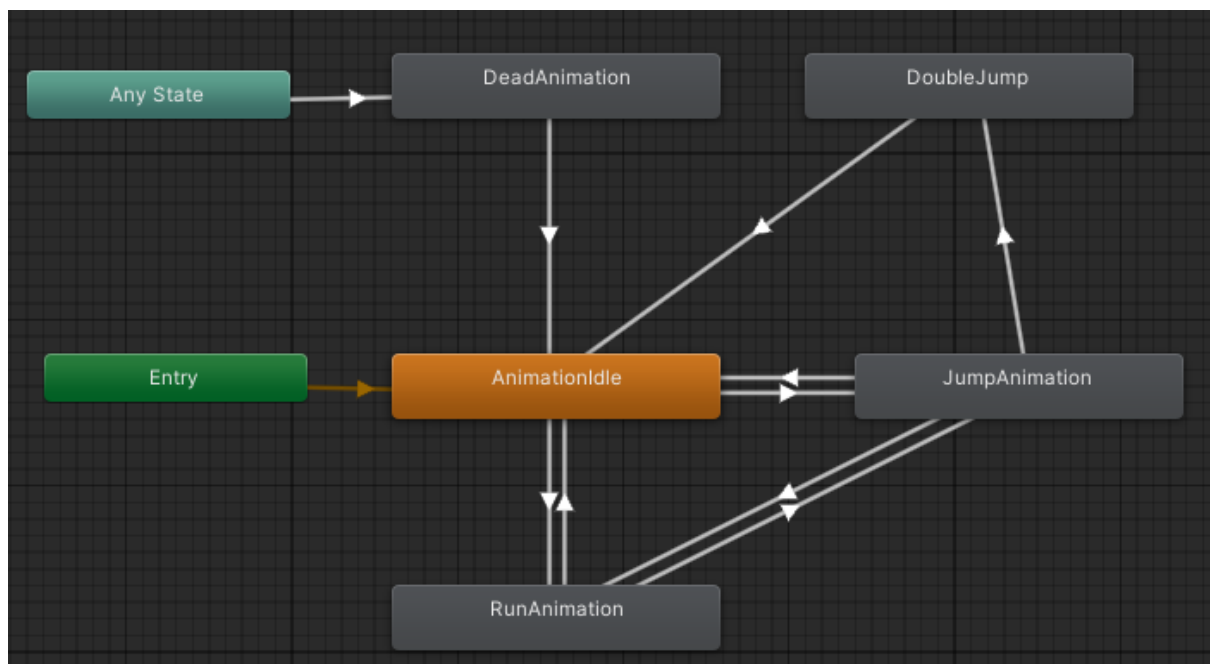 Any State
DeadAnimation
DoubleJump
Entry
AnimationIdle
JumpAnimation
RunAnimation